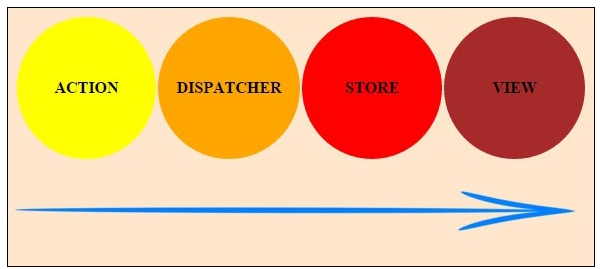 ACTION DISPATCHER STORE VIEW